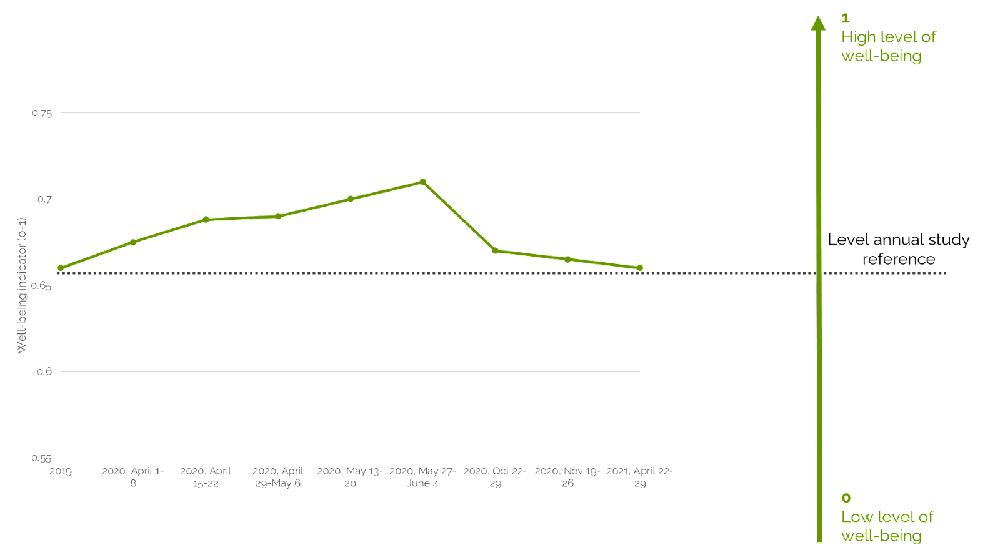 1
High level of
well-being
0.75
0.7
Well-being indicator (0-1)
Level annual study
reference
0.65
0.6
0.55
2019
2020, April 1-
8
2020, April
15-22
2020, April
29-May 6
2020, May 13-
20
2020, May 27-
June 4
2020, Oct 22-
29
2020, Nov 19-
26
2021, April 22-
29
0
Low level of
well-being